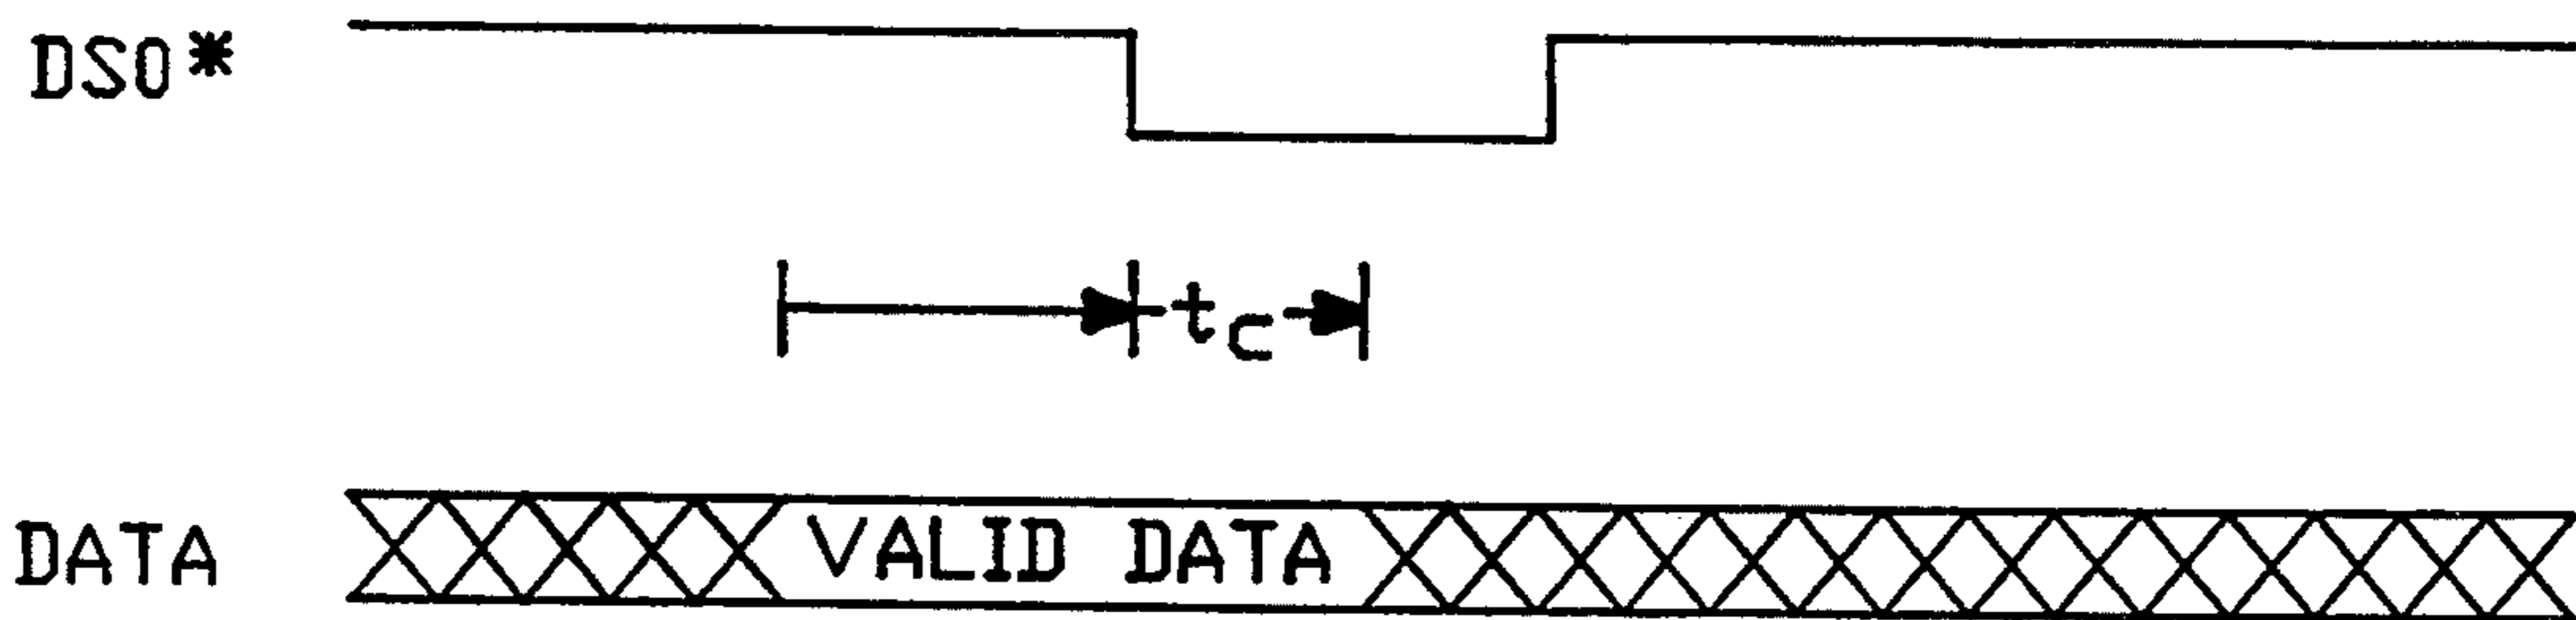 DS0*
tc
DATA
VALID DATA